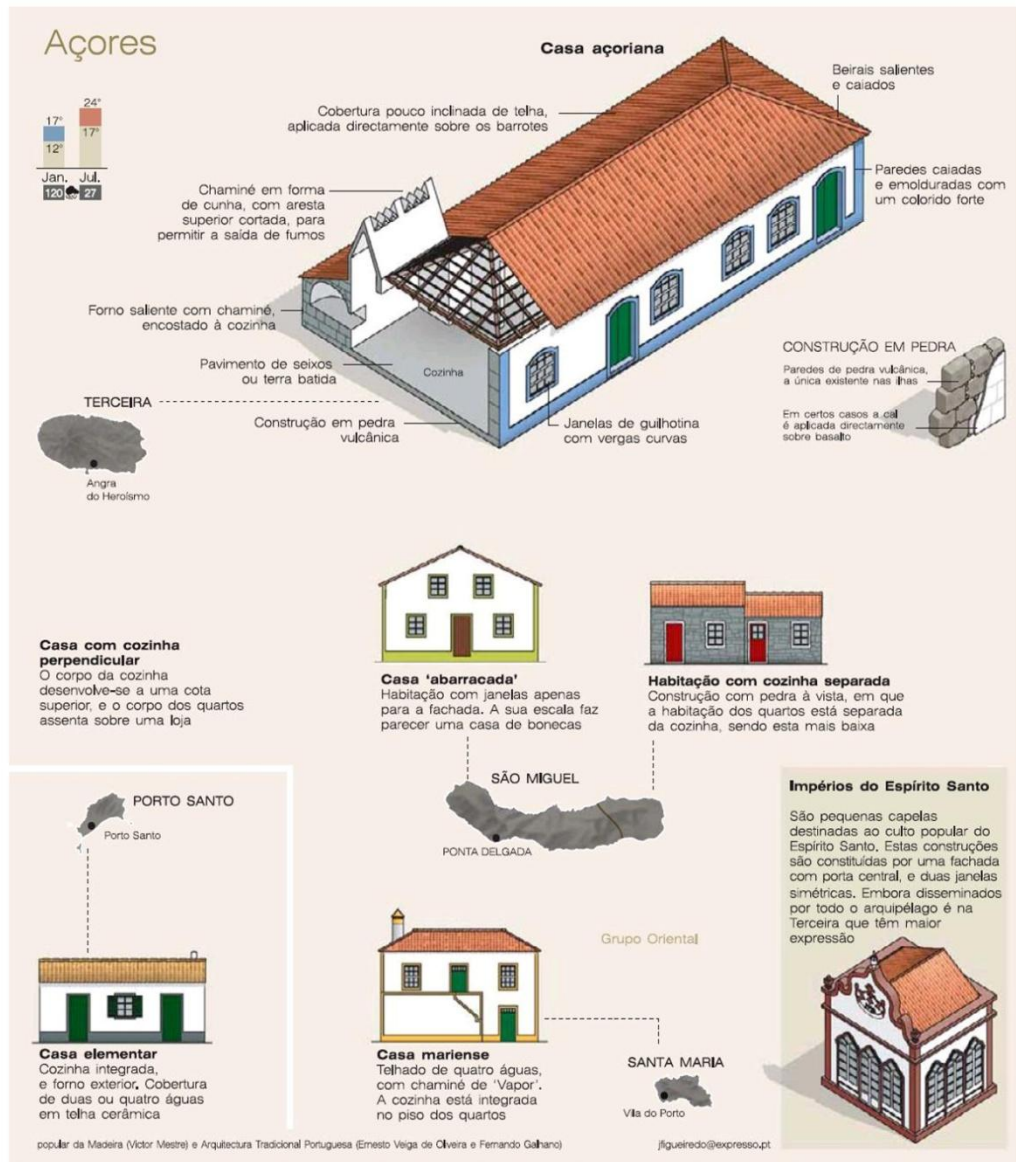 Açores
24°
17°
17°
12°
Jan. Jul.
120 27
Casa açoriana
Cobertura pouco inclinada de telha,
aplicada directamente sobre os barrotes
Beirais salientes
e caiados
Chaminé em forma
de cunha, com aresta
superior cortada, para
permitir a saída de fumos
Paredes caiadas
e emolduradas com
um colorido forte
Forno saliente com chaminé,
encostado à cozinha
Pavimento de seixos
ou terra batida
Cozinha
Construção em pedra
vulcânica
Janelas de guilhotina
com vergas curvas
CONSTRUÇÃO EM PEDRA
Paredes de pedra vulcânica,
a única existente nas ilhas
Em certos casos a cal
é aplicada directamente
sobre basalto
TERCEIRA
Angra
do Heroísmo
Casa com cozinha
perpendicular
O corpo da cozinha
desenvolve-se a uma cota
superior, e o corpo dos quartos
assenta sobre uma loja
Casa 'abarracada'
Habitação com janelas apenas
para a fachada. A sua escala faz
parecer uma casa de bonecas
Habitação com cozinha separada
Construção com pedra à vista, em que
a habitação dos quartos está separada
da cozinha, sendo esta mais baixa
SÃO MIGUEL
PONTA DELGADA
PORTO SANTO
Porto Santo
Casa elementar
Cozinha integrada,
e forno exterior. Cobertura
de duas ou quatro águas
em telha cerâmica
Grupo Oriental
Casa mariense
Telhado de quatro águas,
com chaminé de 'Vapor'.
A cozinha está integrada
no piso dos quartos
SANTA MARIA
Vila do Porto
Impérios do Espírito Santo
São pequenas capelas
destinadas ao culto popular do
Espírito Santo. Estas construções
são constituídas por uma fachada
com porta central, e duas janelas
simétricas. Embora disseminados
por todo o arquipélago é na
Terceira que têm maior
expressão
popular da Madeira (Victor Mestre) e Arquitectura Tradicional Portuguesa (Ernesto Veiga de Oliveira e Fernando Galhano)
jfigueiredo@expresso.pt